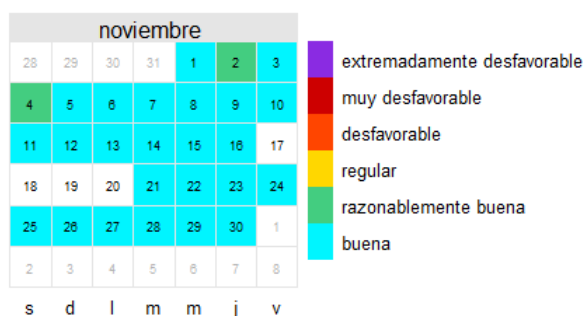 noviembre
28 29 30 31 1 2 3
4 5 6 7 8 9 10
11 12 13 14 15 16 17
18 19 20 21 22 23 24
25 26 27 28 29 30 1
2 3 4 5 6 7 8
s d l m m j v
extremadamente desfavorable
muy desfavorable
desfavorable
regular
razonablemente buena
buena